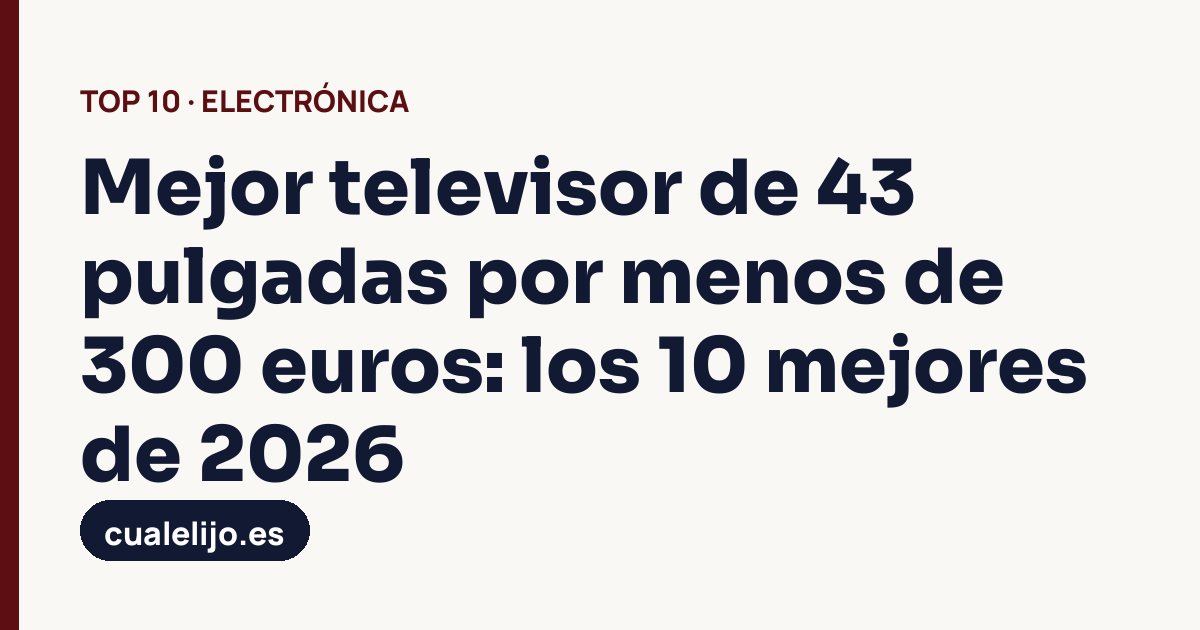 TOP 10 · ELECTRÓNICA
Mejor televisor de 43
pulgadas por menos de
300 euros: los 10 mejores
de 2026
cualelijo.es